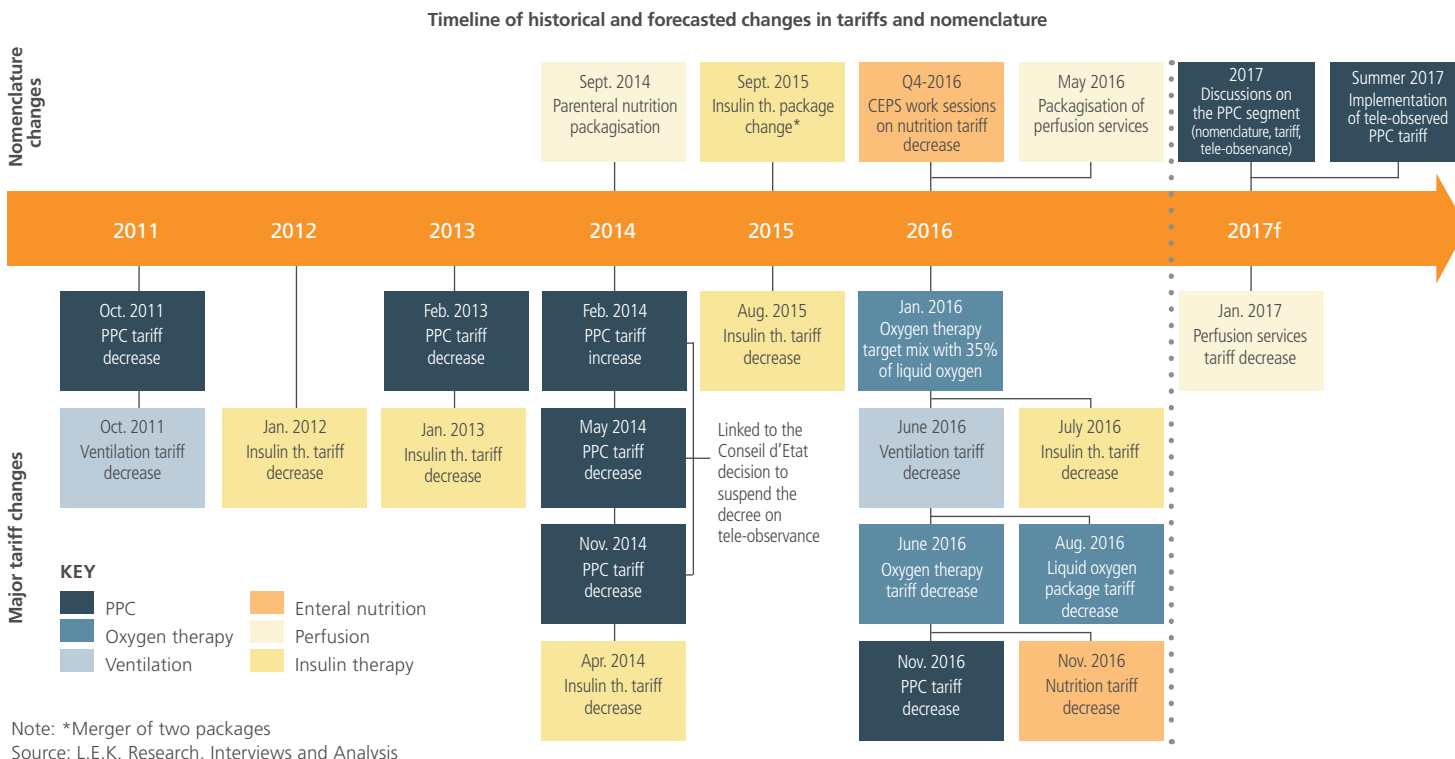 Timeline of historical and forecasted changes in tariffs and nomenclature
Nomenclature
changes
Sept. 2014
Parenteral nutrition
packagisation
Sept. 2015
Insulin th. package
change*
Q4-2016
CEPS work sessions
on nutrition tariff
decrease
May 2016
Packagisation of
perfusion services
2017
Discussions on
the PPC segment
(nomenclature, tariff,
tele-observance)
Summer 2017
Implementation
of tele-observed
PPC tariff
2011
2012
2013
2014
2015
2016
2017f
Major tariff changes
Oct. 2011
PPC tariff
decrease
Oct. 2011
Ventilation tariff
decrease
Jan. 2012
Insulin th. tariff
decrease
Feb. 2013
PPC tariff
decrease
Jan. 2013
Insulin th. tariff
decrease
Feb. 2014
PPC tariff
increase
May 2014
PPC tariff
decrease
Nov. 2014
PPC tariff
decrease
Apr. 2014
Insulin th. tariff
decrease
Linked to the
Conseil d'Etat
decision to
suspend the
decree on
tele-observance
Aug. 2015
Insulin th. tariff
decrease
Jan. 2016
Oxygen therapy
target mix with 35%
of liquid oxygen
June 2016
Ventilation tariff
decrease
July 2016
Insulin th. tariff
decrease
June 2016
Oxygen therapy
tariff decrease
Aug. 2016
Liquid oxygen
package tariff
decrease
Nov. 2016
PPC tariff
decrease
Nov. 2016
Nutrition tariff
decrease
Jan. 2017
Perfusion services
tariff decrease
KEY
PPC
Oxygen therapy
Ventilation
Enteral nutrition
Perfusion
Insulin therapy
Note: *Merger of two packages
Source: L.E.K. Research, Interviews and Analysis